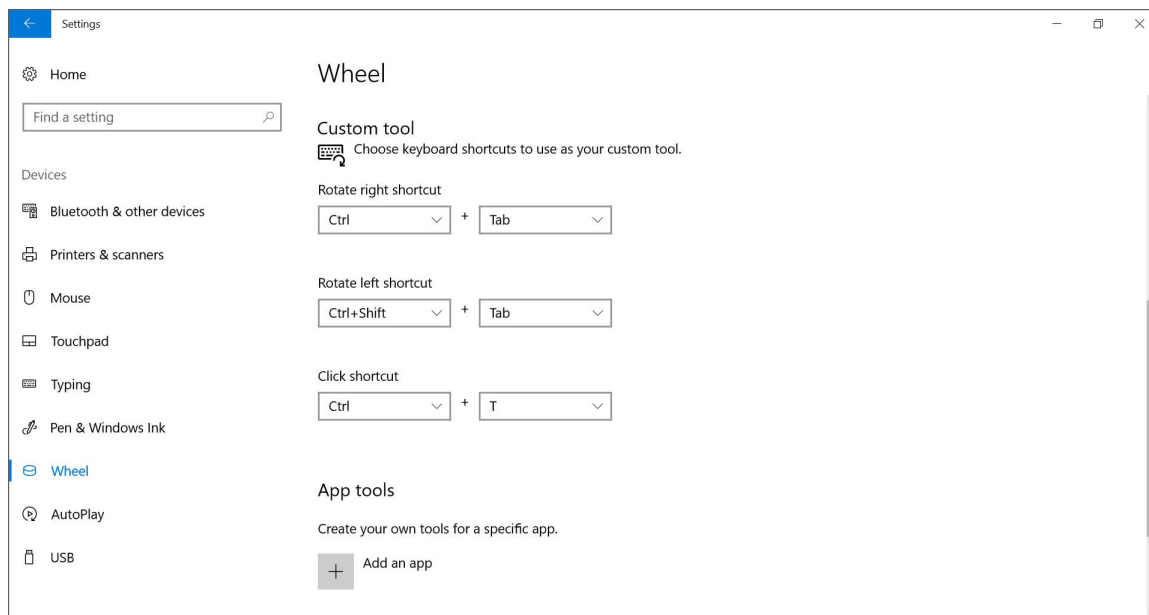 Settings
Home
Find a setting
Devices
Bluetooth & other devices
Printers & scanners
Mouse
Touchpad
Typing
Pen & Windows Ink
Wheel
AutoPlay
USB
Wheel
Custom tool
Choose keyboard shortcuts to use as your custom tool.
Rotate right shortcut
Ctrl + Tab
Rotate left shortcut
Ctrl+Shift + Tab
Click shortcut
Ctrl + T
App tools
Create your own tools for a specific app.
+ Add an app